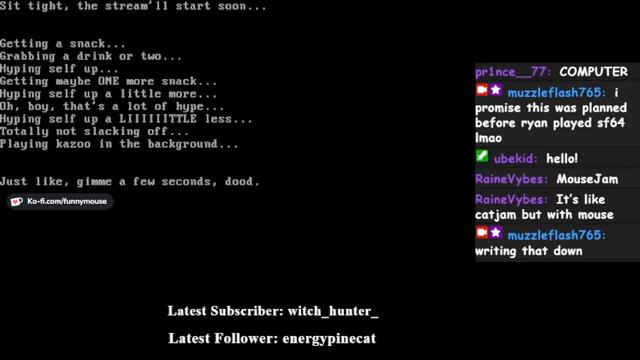 Sit tight, the stream'll start soon...
Getting a snack...
Grabbing a drink or two...
Hyping self up...
Getting maybe ONE more snack...
Hyping self up a little more...
Oh, boy, that's a lot of hype...
Hyping self up a LIIIIIITTLE less...
Totally not slacking off...
Playing kazoo in the background...
Just like, gimme a few seconds, dood.
Ko-fi.com/funnymouse
pr1nce__77: COMPUTER
muzzleflash765: i
promise this was planned
before ryan played sf64
lmao
ubekid: hello!
RaineVybes: MouseJam
RaineVybes: It's like
catjam but with mouse
muzzleflash765:
writing that down
Latest Subscriber: witch_hunter_
Latest Follower: energypinecat